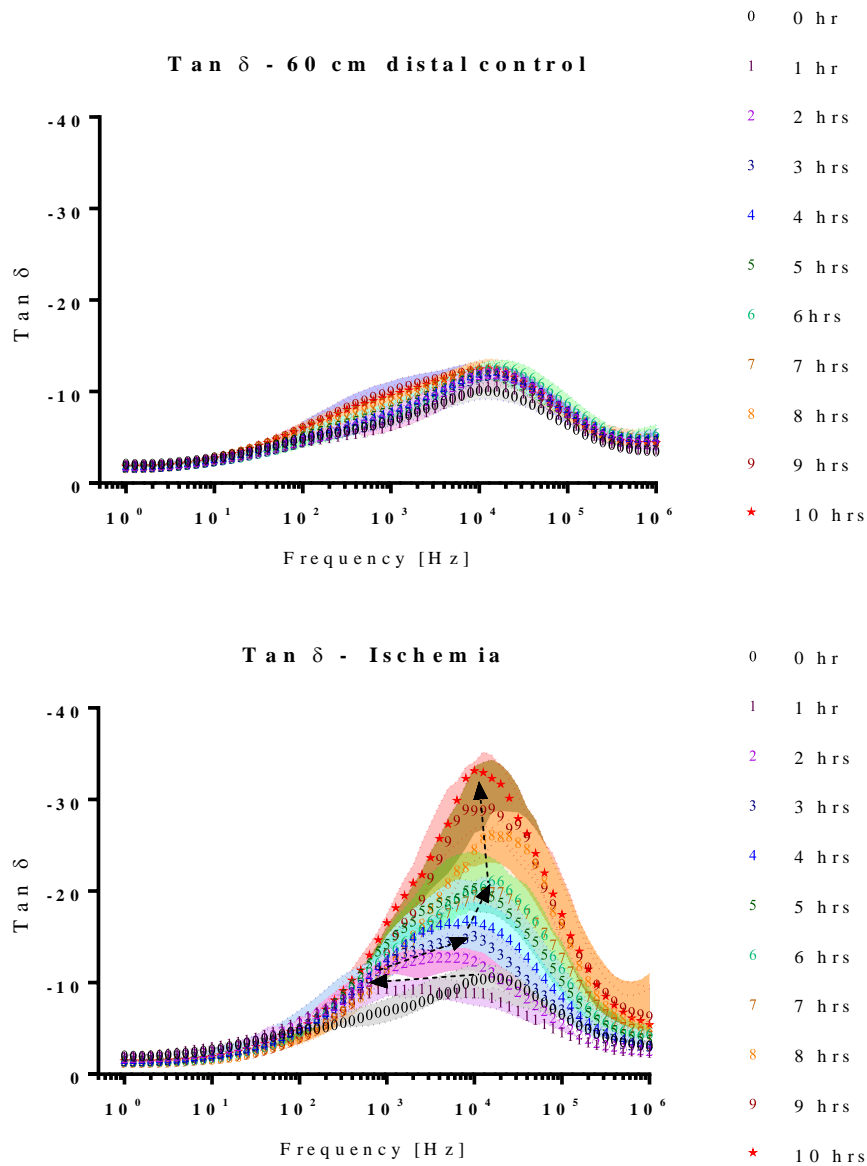 Tan δ - 60 cm distal control
-40
-30
-20
-10
0
Tan δ
10⁰ 10¹ 10² 10³ 10⁴ 10⁵ 10⁶
Frequency [Hz]
0 0 hr
1 1 hr
2 2 hrs
3 3 hrs
4 4 hrs
5 5 hrs
6 6hrs
7 7 hrs
8 8 hrs
9 9 hrs
★ 10 hrs
Tan δ - Ischemia
-40
-30
-20
-10
0
Tan δ
10⁰ 10¹ 10² 10³ 10⁴ 10⁵ 10⁶
Frequency [Hz]
0 0 hr
1 1 hr
2 2 hrs
3 3 hrs
4 4 hrs
5 5 hrs
6 6 hrs
7 7 hrs
8 8 hrs
9 9 hrs
★ 10 hrs